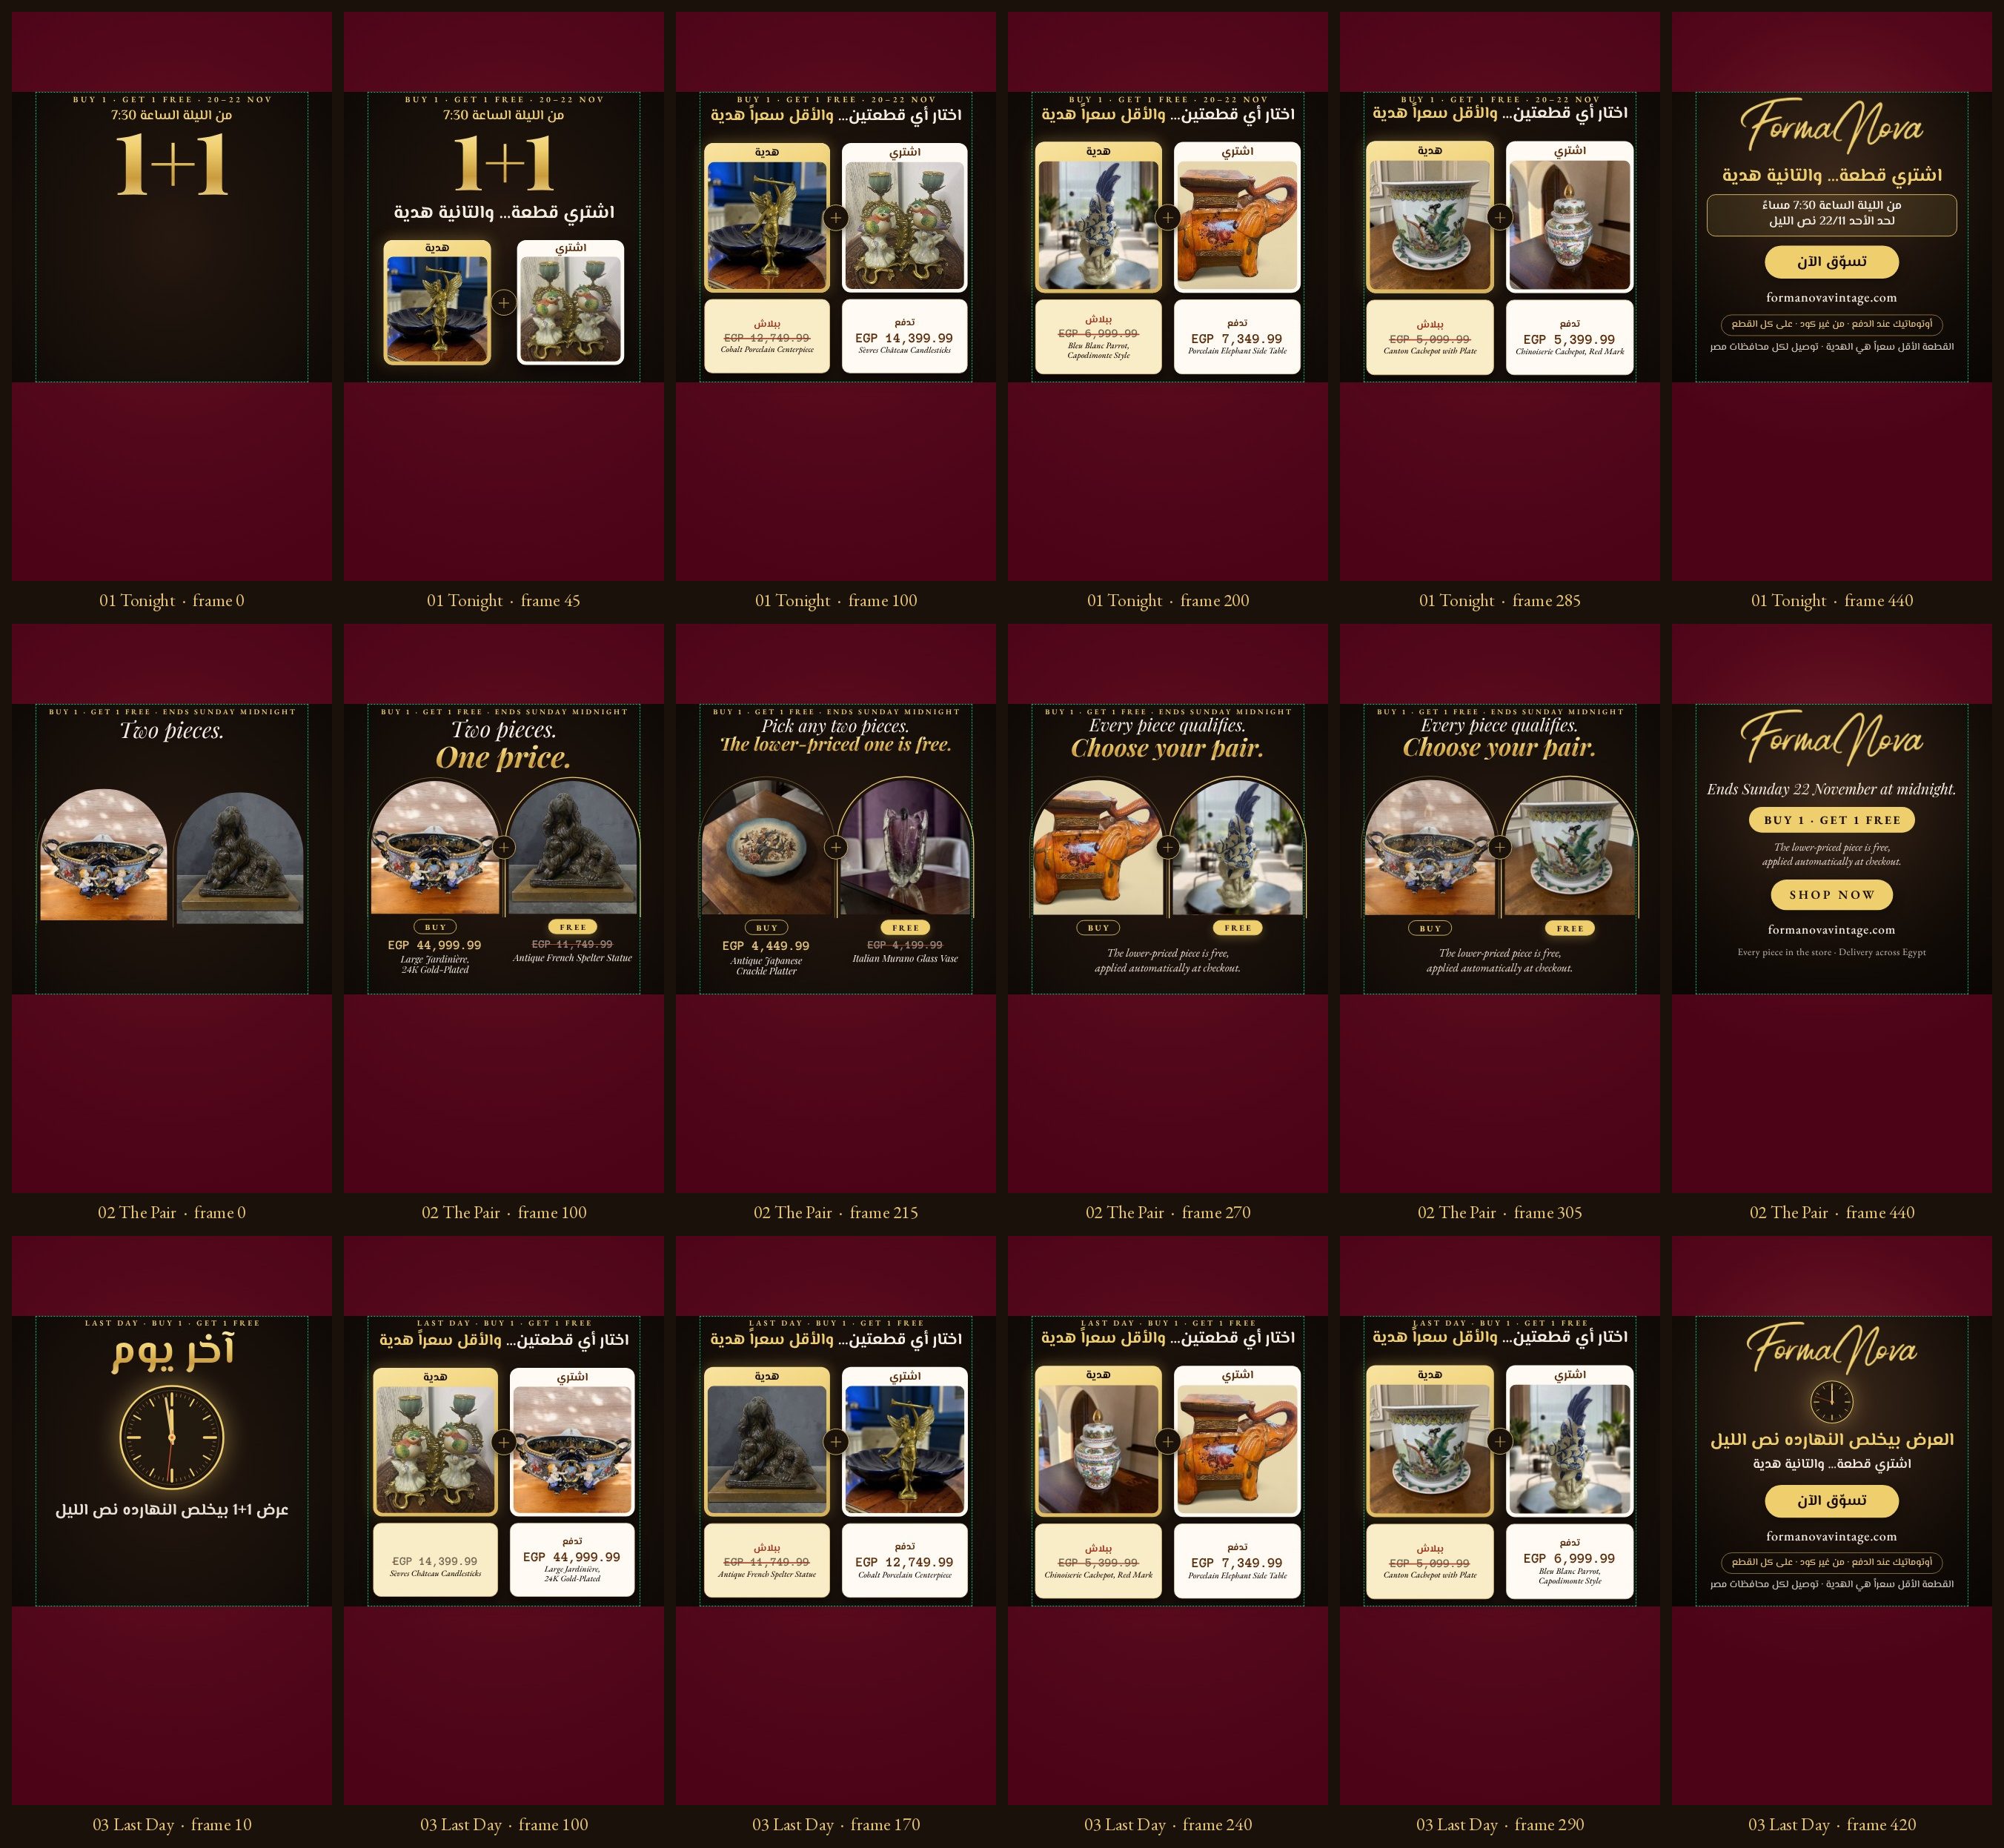 BUY 1 · GET 1 FREE · 20–22 NOV
من الليلة الساعة 7:30
1+1
01 Tonight · frame 0
BUY 1 · GET 1 FREE · 20–22 NOV
من الليلة الساعة 7:30
1+1
اشتري قطعة... والتانية هدية
اشتري
هدية
01 Tonight · frame 45
BUY 1 · GET 1 FREE · 20–22 NOV
اختار أي قطعتين... والأقل سعراً هدية
اشتري
هدية
تدفع
EGP 14,399.99
Sèvres Château Candlesticks
ببلاش
EGP 12,749.99
Cobalt Porcelain Centerpiece
01 Tonight · frame 100
BUY 1 · GET 1 FREE · 20–22 NOV
اختار أي قطعتين... والأقل سعراً هدية
اشتري
هدية
تدفع
EGP 7,349.99
Porcelain Elephant Side Table
ببلاش
EGP 6,999.99
Bleu Blanc Parrot,
Capodimonte Style
01 Tonight · frame 200
BUY 1 · GET 1 FREE · 20–22 NOV
اختار أي قطعتين... والأقل سعراً هدية
اشتري
هدية
تدفع
EGP 5,399.99
Chinoiserie Cachepot, Red Mark
ببلاش
EGP 5,099.99
Canton Cachepot with Plate
01 Tonight · frame 285
FormaNova
اشتري قطعة... والتانية هدية
من الليلة الساعة 7:30 مساءً
لحد الأحد 22/11 نص الليل
تسوّق الآن
formanovavintage.com
أوتوماتيك عند الدفع · من غير كود · على كل القطع
القطعة الأقل سعراً هي الهدية · توصيل لكل محافظات مصر
01 Tonight · frame 440
BUY 1 · GET 1 FREE · ENDS SUNDAY MIDNIGHT
Two pieces.
02 The Pair · frame 0
BUY 1 · GET 1 FREE · ENDS SUNDAY MIDNIGHT
Two pieces.
One price.
BUY
EGP 44,999.99
Large Jardinière,
24K Gold-Plated
FREE
EGP 11,749.99
Antique French Spelter Statue
02 The Pair · frame 100
BUY 1 · GET 1 FREE · ENDS SUNDAY MIDNIGHT
Pick any two pieces.
The lower-priced one is free.
BUY
EGP 4,449.99
Antique Japanese
Crackle Platter
FREE
EGP 4,199.99
Italian Murano Glass Vase
02 The Pair · frame 215
BUY 1 · GET 1 FREE · ENDS SUNDAY MIDNIGHT
Every piece qualifies.
Choose your pair.
BUY
FREE
The lower-priced piece is free,
applied automatically at checkout.
02 The Pair · frame 270
BUY 1 · GET 1 FREE · ENDS SUNDAY MIDNIGHT
Every piece qualifies.
Choose your pair.
BUY
FREE
The lower-priced piece is free,
applied automatically at checkout.
02 The Pair · frame 305
FormaNova
Ends Sunday 22 November at midnight.
BUY 1 · GET 1 FREE
The lower-priced piece is free,
applied automatically at checkout.
SHOP NOW
formanovavintage.com
Every piece in the store · Delivery across Egypt
02 The Pair · frame 440
LAST DAY · BUY 1 · GET 1 FREE
آخر يوم
عرض 1+1 بيخلص النهارده نص الليل
03 Last Day · frame 10
LAST DAY · BUY 1 · GET 1 FREE
اختار أي قطعتين... والأقل سعراً هدية
اشتري
هدية
تدفع
EGP 44,999.99
Large Jardinière,
24K Gold-Plated
EGP 14,399.99
Sèvres Château Candlesticks
03 Last Day · frame 100
LAST DAY · BUY 1 · GET 1 FREE
اختار أي قطعتين... والأقل سعراً هدية
اشتري
هدية
تدفع
EGP 12,749.99
Cobalt Porcelain Centerpiece
ببلاش
EGP 11,749.99
Antique French Spelter Statue
03 Last Day · frame 170
LAST DAY · BUY 1 · GET 1 FREE
اختار أي قطعتين... والأقل سعراً هدية
اشتري
هدية
تدفع
EGP 7,349.99
Porcelain Elephant Side Table
ببلاش
EGP 5,399.99
Chinoiserie Cachepot, Red Mark
03 Last Day · frame 240
LAST DAY · BUY 1 · GET 1 FREE
اختار أي قطعتين... والأقل سعراً هدية
اشتري
هدية
تدفع
EGP 6,999.99
Bleu Blanc Parrot,
Capodimonte Style
ببلاش
EGP 5,099.99
Canton Cachepot with Plate
03 Last Day · frame 290
FormaNova
العرض بيخلص النهارده نص الليل
اشتري قطعة... والتانية هدية
تسوّق الآن
formanovavintage.com
أوتوماتيك عند الدفع · من غير كود · على كل القطع
القطعة الأقل سعراً هي الهدية · توصيل لكل محافظات مصر
03 Last Day · frame 420